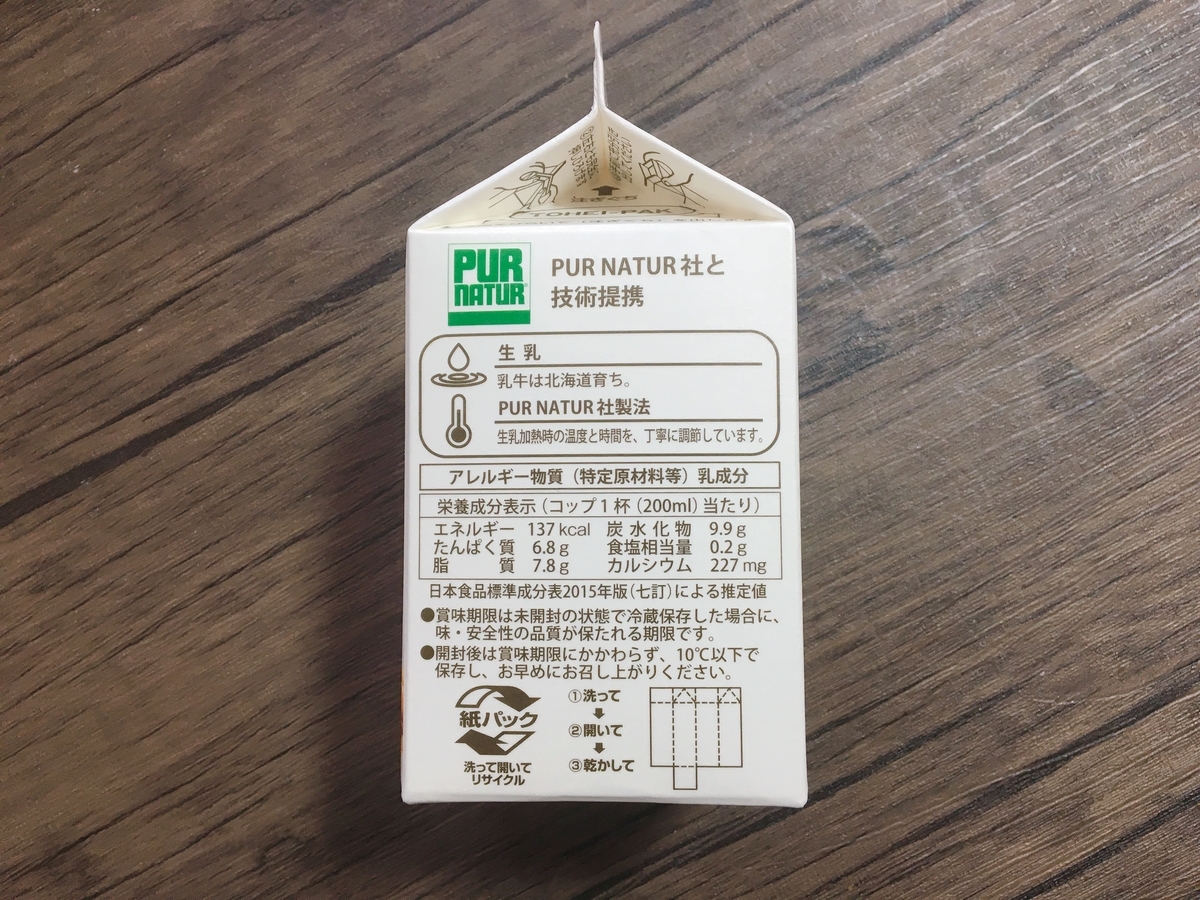 注ぎぐち
TOHEI-PAK
PUR
NATUR
PUR NATUR 社と
技術提携
生乳
乳牛は北海道育ち。
PUR NATUR 社製法
生乳加熱時の温度と時間を、丁寧に調節しています。
アレルギー物質（特定原材料等）乳成分
栄養成分表示（コップ1杯（200ml）当たり）
エネルギー 137 kcal 炭水化物 9.9 g
たんぱく質 6.8 g 食塩相当量 0.2 g
脂質 7.8 g カルシウム 227 mg
日本食品標準成分表2015年版（七訂）による推定値
●賞味期限は未開封の状態で冷蔵保存した場合に、
味・安全性の品質が保たれる期限です。
●開封後は賞味期限にかかわらず、10℃以下で
保存し、お早めにお召し上がりください。
紙パック
洗って開いて
リサイクル
①洗って
②開いて
③乾かして